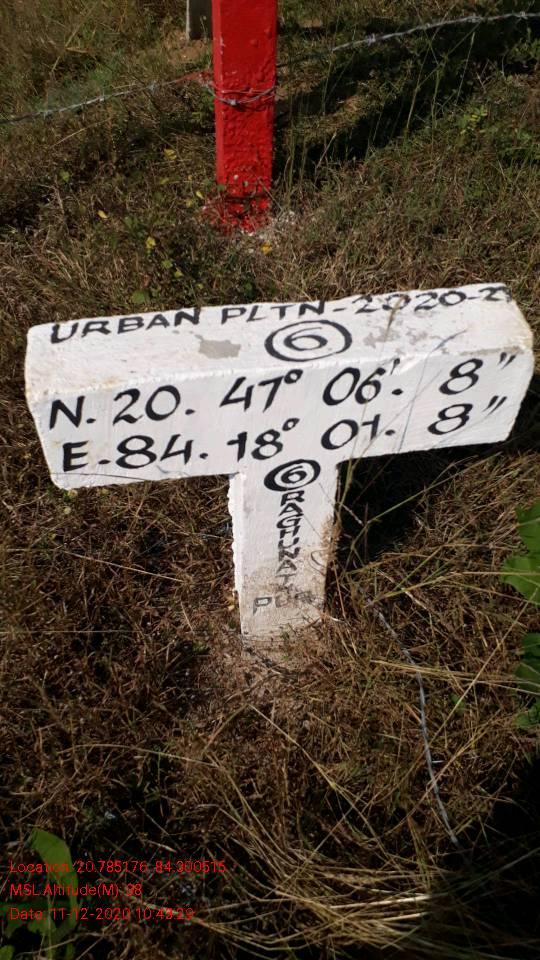 URBAN PLTN-2020-21
6
N. 20. 47° 06'. 8"
E-84. 18° 01. 8"
6
RAGHUNATH
PUR
Location: 20.785176 84.300515
MSL Altitude(M): 98
Date: 11-12-2020 10:43:29